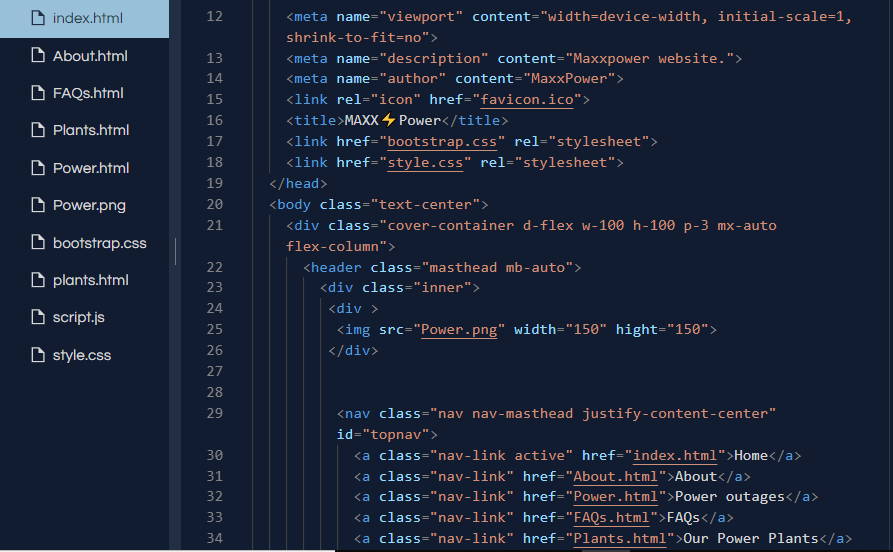 index.html
About.html
FAQs.html
Plants.html
Power.html
Power.png
bootstrap.css
plants.html
script.js
style.css
12 <meta name="viewport" content="width=device-width, initial-scale=1,
shrink-to-fit=no">
13 <meta name="description" content="Maxxpower website.">
14 <meta name="author" content="MaxxPower">
15 <link rel="icon" href="favicon.ico">
16 <title>MAXX⚡Power</title>
17 <link href="bootstrap.css" rel="stylesheet">
18 <link href="style.css" rel="stylesheet">
19 </head>
20 <body class="text-center">
21 <div class="cover-container d-flex w-100 h-100 p-3 mx-auto
flex-column">
22 <header class="masthead mb-auto">
23 <div class="inner">
24 <div >
25 <img src="Power.png" width="150" hight="150">
26 </div>
27
28
29 <nav class="nav nav-masthead justify-content-center"
id="topnav">
30 <a class="nav-link active" href="index.html">Home</a>
31 <a class="nav-link" href="About.html">About</a>
32 <a class="nav-link" href="Power.html">Power outages</a>
33 <a class="nav-link" href="FAQs.html">FAQs</a>
34 <a class="nav-link" href="Plants.html">Our Power Plants</a>